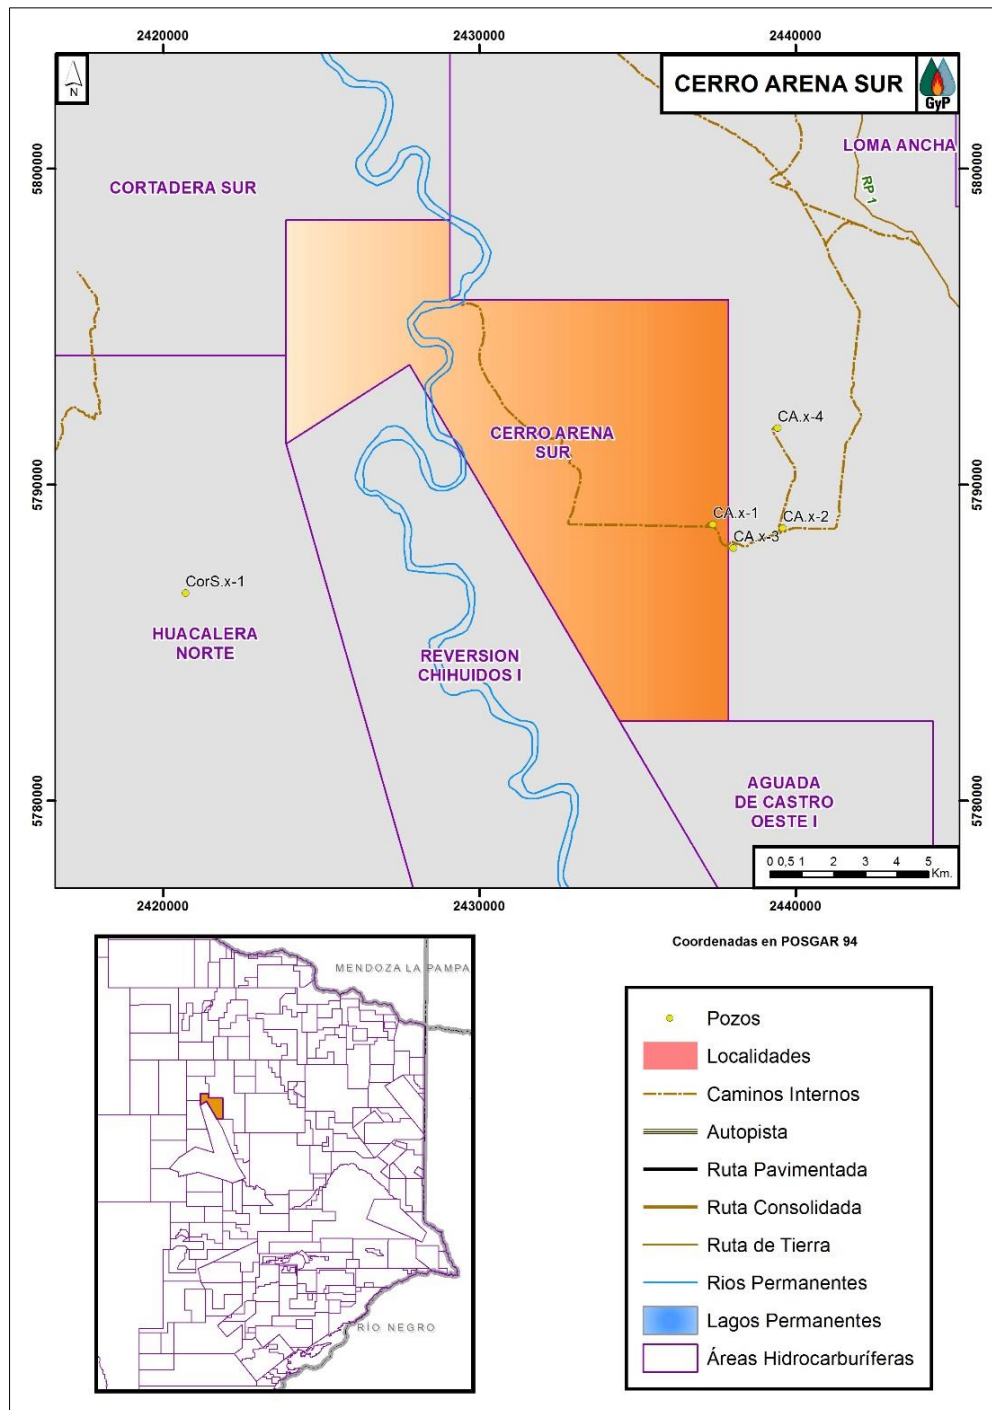 2420000
2430000
2440000
N
CERRO ARENA SUR
GyP
LOMA ANCHA
5800000
5800000
CORTADERA SUR
RP 1
CA.x-4
CERRO ARENA
SUR
5790000
5790000
CA.x-1
CA.x-2
CA.x-3
CorS.x-1
HUACALERA
NORTE
REVERSION
CHIHUIDOS I
AGUADA
DE CASTRO
OESTE I
5780000
5780000
0 0,5 1 2 3 4 5
Km.
2420000
2430000
2440000
Coordenadas en POSGAR 94
MENDOZA LA PAMPA
RÍO NEGRO
Pozos
Localidades
Caminos Internos
Autopista
Ruta Pavimentada
Ruta Consolidada
Ruta de Tierra
Rios Permanentes
Lagos Permanentes
Áreas Hidrocarburíferas